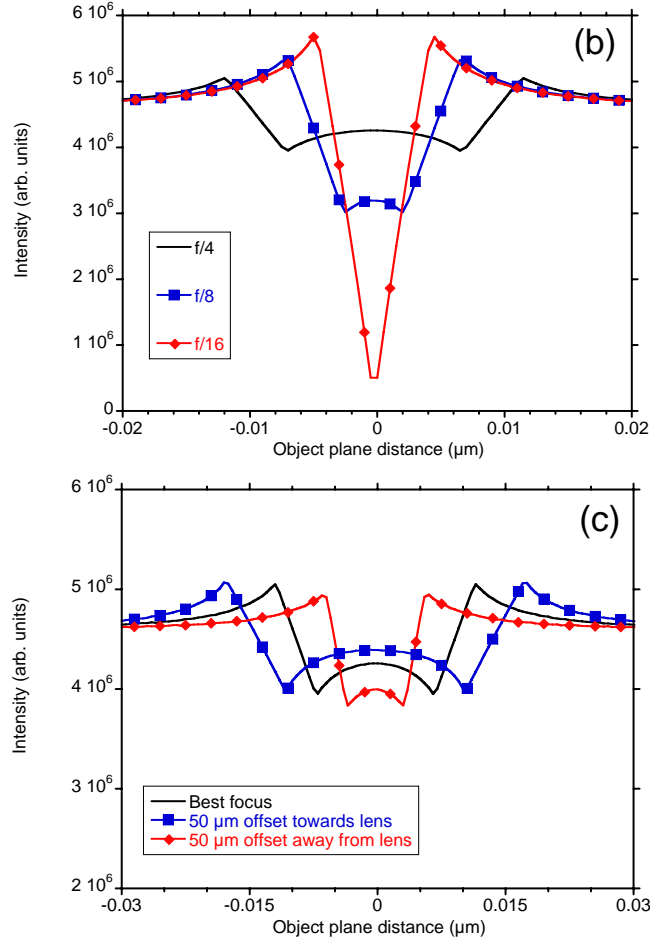 6 10⁶
(b)
5 10⁶
4 10⁶
3 10⁶
2 10⁶
1 10⁶
0
Intensity (arb. units)
f/4
f/8
f/16
-0.02 -0.01 0 0.01 0.02
Object plane distance (µm)
6 10⁶
(c)
5 10⁶
4 10⁶
3 10⁶
2 10⁶
Intensity (arb. units)
Best focus
50 µm offset towards lens
50 µm offset away from lens
-0.03 -0.015 0 0.015 0.03
Object plane distance (µm)